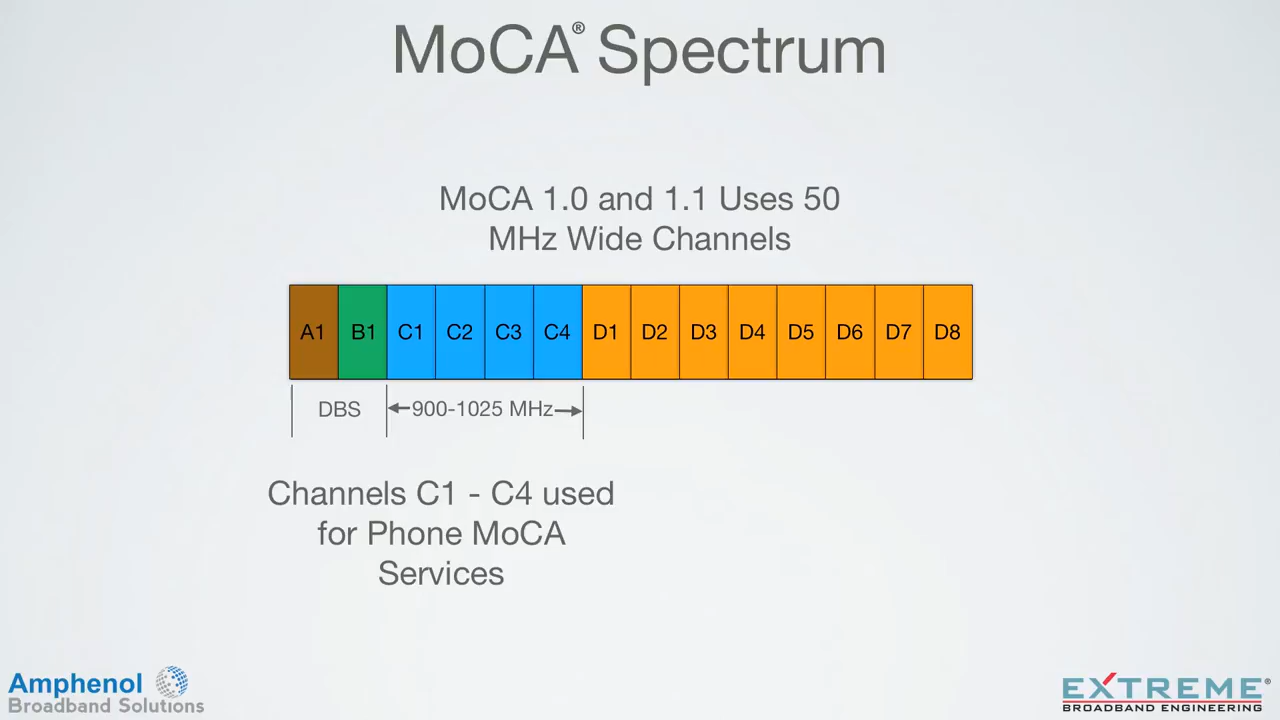 MoCA® Spectrum
MoCA 1.0 and 1.1 Uses 50
MHz Wide Channels
A1 B1 C1 C2 C3 C4 D1 D2 D3 D4 D5 D6 D7 D8
DBS 900-1025 MHz
Channels C1 - C4 used
for Phone MoCA
Services
Amphenol
Broadband Solutions
EXTREME®
BROADBAND ENGINEERING